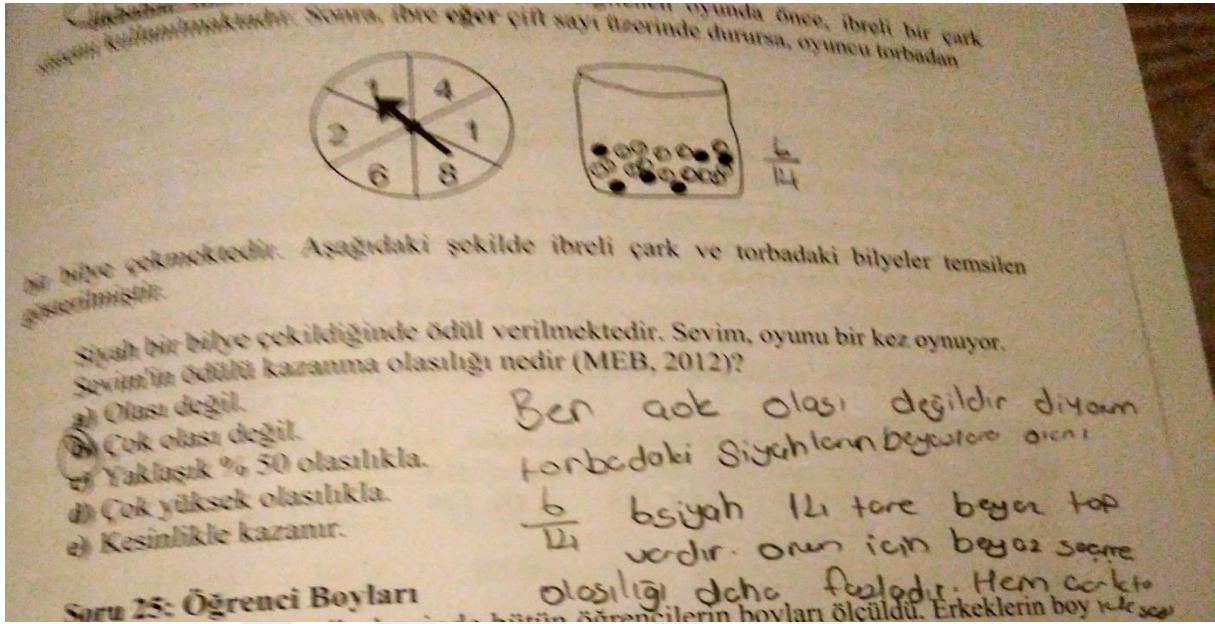 oyunda önce, ibreli bir çark
kullanılmaktadır. Sonra, ibre eğer çift sayı üzerinde durursa, oyuncu torbadan
1 4
2 1
6 8
6
14
bir bilye çekmektedir. Aşağıdaki şekilde ibreli çark ve torbadaki bilyeler temsilen
gösterilmiştir.
Siyah bir bilye çekildiğinde ödül verilmektedir. Sevim, oyunu bir kez oynuyor.
Sevim'in ödülü kazanma olasılığı nedir (MEB, 2012)?
a) Olası değil.
b) Çok olası değil.
c) Yaklaşık % 50 olasılıkla.
d) Çok yüksek olasılıkla.
e) Kesinlikle kazanır.
Ben çok olası değildir diyorum
torbadaki Siyahların beyazlara oranı
6
14
6 siyah 14 tane beyaz top
vardır. onun için beyaz seçme
olasılığı daha fazladır. Hem çarkta
Soru 25: Öğrenci Boyları
bütün öğrencilerin boyları ölçüldü. Erkeklerin boy